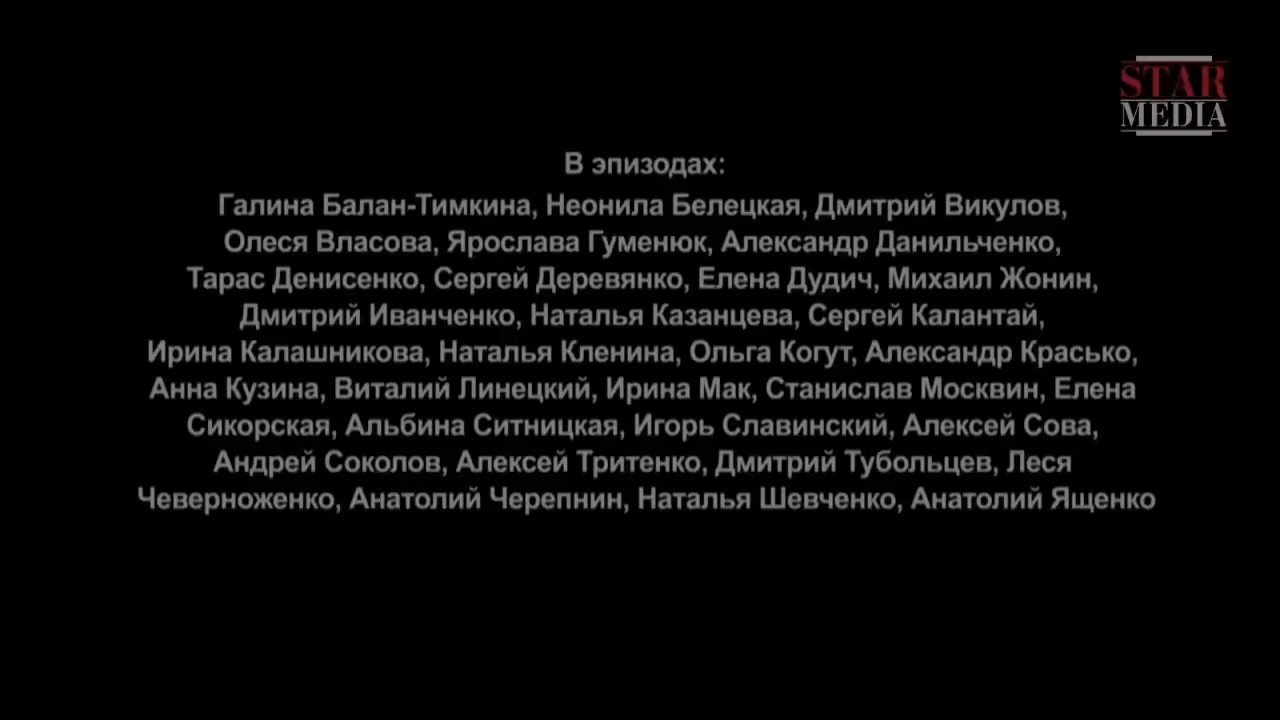 STAR
MEDIA
В эпизодах:
Галина Балан-Тимкина, Неонила Белецкая, Дмитрий Викулов,
Олеся Власова, Ярослава Гуменюк, Александр Данильченко,
Тарас Денисенко, Сергей Деревянко, Елена Дудич, Михаил Жонин,
Дмитрий Иванченко, Наталья Казанцева, Сергей Калантай,
Ирина Калашникова, Наталья Кленина, Ольга Когут, Александр Красько,
Анна Кузина, Виталий Линецкий, Ирина Мак, Станислав Москвин, Елена
Сикорская, Альбина Ситницкая, Игорь Славинский, Алексей Сова,
Андрей Соколов, Алексей Тритенко, Дмитрий Тубольцев, Леся
Чеверноженко, Анатолий Черепнин, Наталья Шевченко, Анатолий Ященко